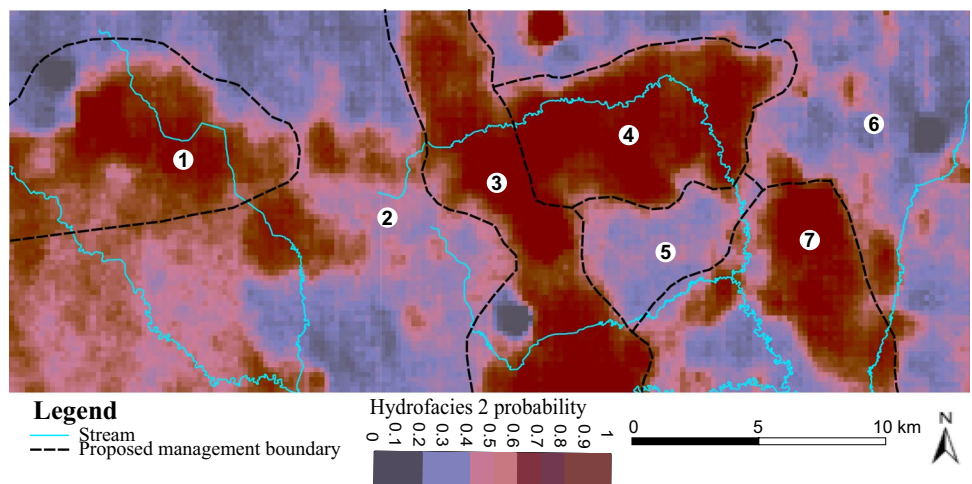 6
4
1
3
2
7
5
Legend
Stream
Proposed management boundary
Hydrofacies 2 probability
0 0.1 0.2 0.3 0.4 0.5 0.6 0.7 0.8 0.9 1
0 5 10 km
N